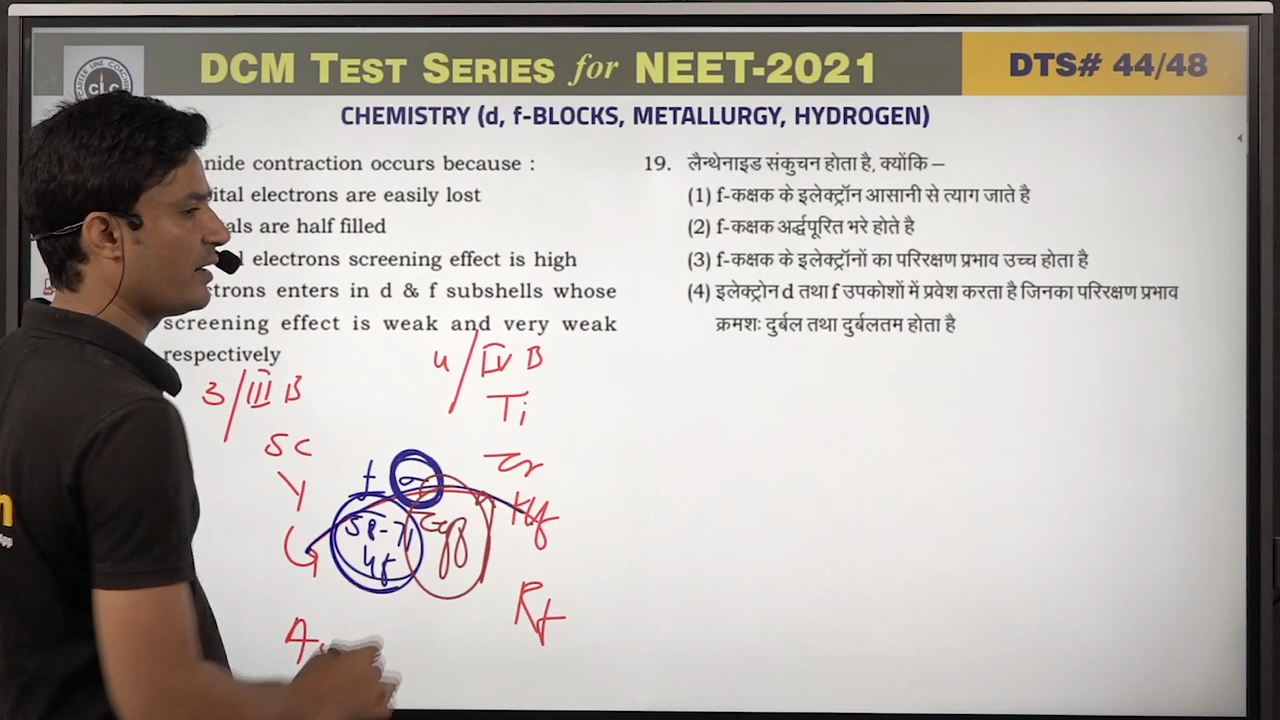 DCM TEST SERIES for NEET-2021
DTS# 44/48
CLC
CHEMISTRY (d, f-BLOCKS, METALLURGY, HYDROGEN)
nide contraction occurs because :
ital electrons are easily lost
als are half filled
l electrons screening effect is high
strons enters in d & f subshells whose
screening effect is weak and very weak
respectively
19. लैन्थेनाइड संकुचन होता है, क्योंकि –
(1) f-कक्षक के इलेक्ट्रॉन आसानी से त्याग जाते है
(2) f-कक्षक अर्द्धपूरित भरे होते है
(3) f-कक्षक के इलेक्ट्रॉनों का परिरक्षण प्रभाव उच्च होता है
(4) इलेक्ट्रोन d तथा f उपकोशों में प्रवेश करता है जिनका परिरक्षण प्रभाव
क्रमशः दुर्बल तथा दुर्बलतम होता है
3/III B
Sc
Y
4/IV B
Ti
Zr
Hf
Rf
f
58-71
4f